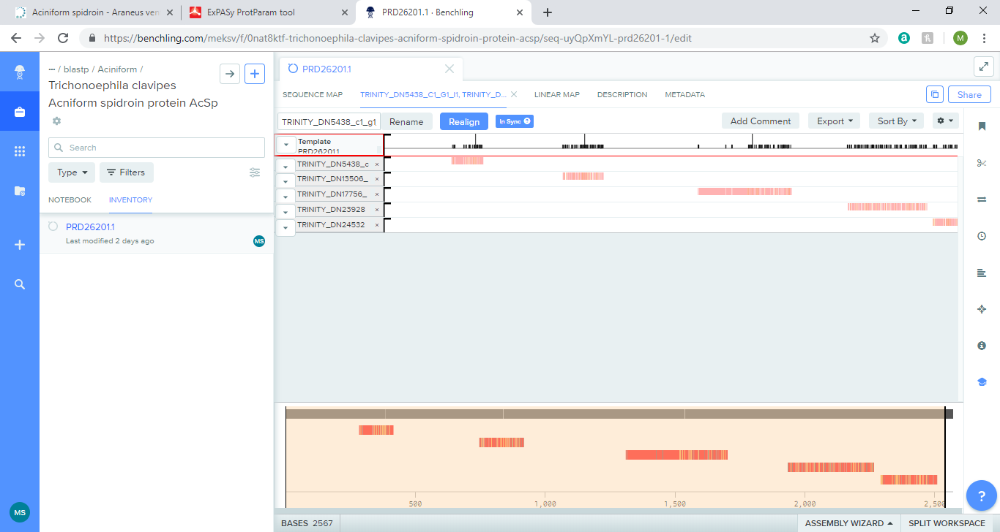 Aciniform spidroin - Araneus ven
ExPASy ProtParam tool
PRD26201.1 · Benchling
https://benchling.com/meksv/f/0nat8ktf-trichonoephila-clavipes-acniform-spidroin-protein-acsp/seq-uyQpXmYL-prd26201-1/edit
a
M
··· / blastp / Aciniform /
Trichonoephila clavipes
Acniform spidroin protein AcSp
Search
Type
Filters
NOTEBOOK
INVENTORY
PRD26201.1
Last modified 2 days ago
MS
MS
PRD26201.1
SEQUENCE MAP
TRINITY_DN5438_C1_G1_I1, TRINITY_D...
LINEAR MAP
DESCRIPTION
METADATA
Share
TRINITY_DN5438_c1_g1
Rename
Realign
In Sync ?
Add Comment
Export
Sort By
Template
PRD262011
TRINITY_DN5438_c
TRINITY_DN13506_
TRINITY_DN17756_
TRINITY_DN23928
TRINITY_DN24532
500
1,000
1,500
2,000
2,500
?
BASES 2567
ASSEMBLY WIZARD
SPLIT WORKSPACE